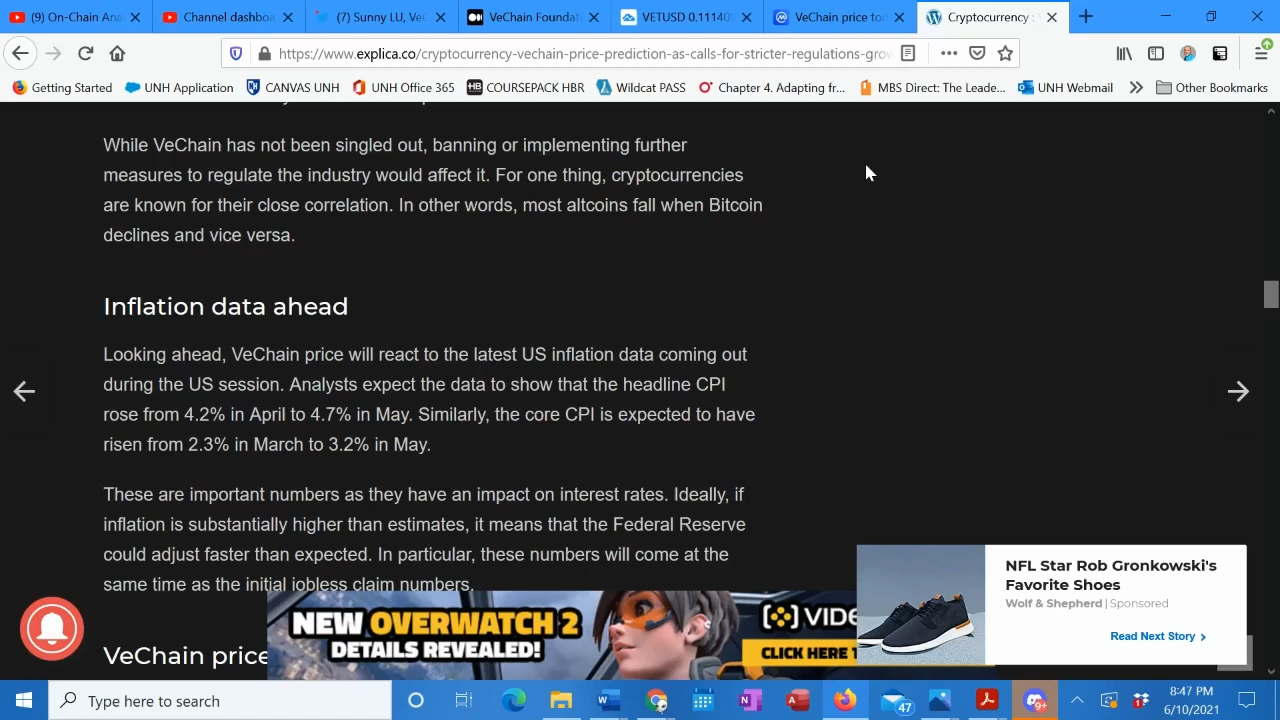 (9) On-Chain Ana
Channel dashboa
(7) Sunny LU, VeC
VeChain Foundat
VETUSD 0.11140
VeChain price tod
Cryptocurrency :
https://www.explica.co/cryptocurrency-vechain-price-prediction-as-calls-for-stricter-regulations-grow
Getting Started
UNH Application
CANVAS UNH
UNH Office 365
COURSEPACK HBR
Wildcat PASS
Chapter 4. Adapting fr...
MBS Direct: The Leade...
UNH Webmail
Other Bookmarks
While VeChain has not been singled out, banning or implementing further
measures to regulate the industry would affect it. For one thing, cryptocurrencies
are known for their close correlation. In other words, most altcoins fall when Bitcoin
declines and vice versa.
Inflation data ahead
Looking ahead, VeChain price will react to the latest US inflation data coming out
during the US session. Analysts expect the data to show that the headline CPI
rose from 4.2% in April to 4.7% in May. Similarly, the core CPI is expected to have
risen from 2.3% in March to 3.2% in May.
These are important numbers as they have an impact on interest rates. Ideally, if
inflation is substantially higher than estimates, it means that the Federal Reserve
could adjust faster than expected. In particular, these numbers will come at the
same time as the initial jobless claim numbers.
VeChain price
NEW OVERWATCH 2
DETAILS REVEALED!
VIDE
CLICK HERE
NFL Star Rob Gronkowski's
Favorite Shoes
Wolf & Shepherd | Sponsored
Read Next Story
Type here to search
47
9+
8:47 PM
6/10/2021